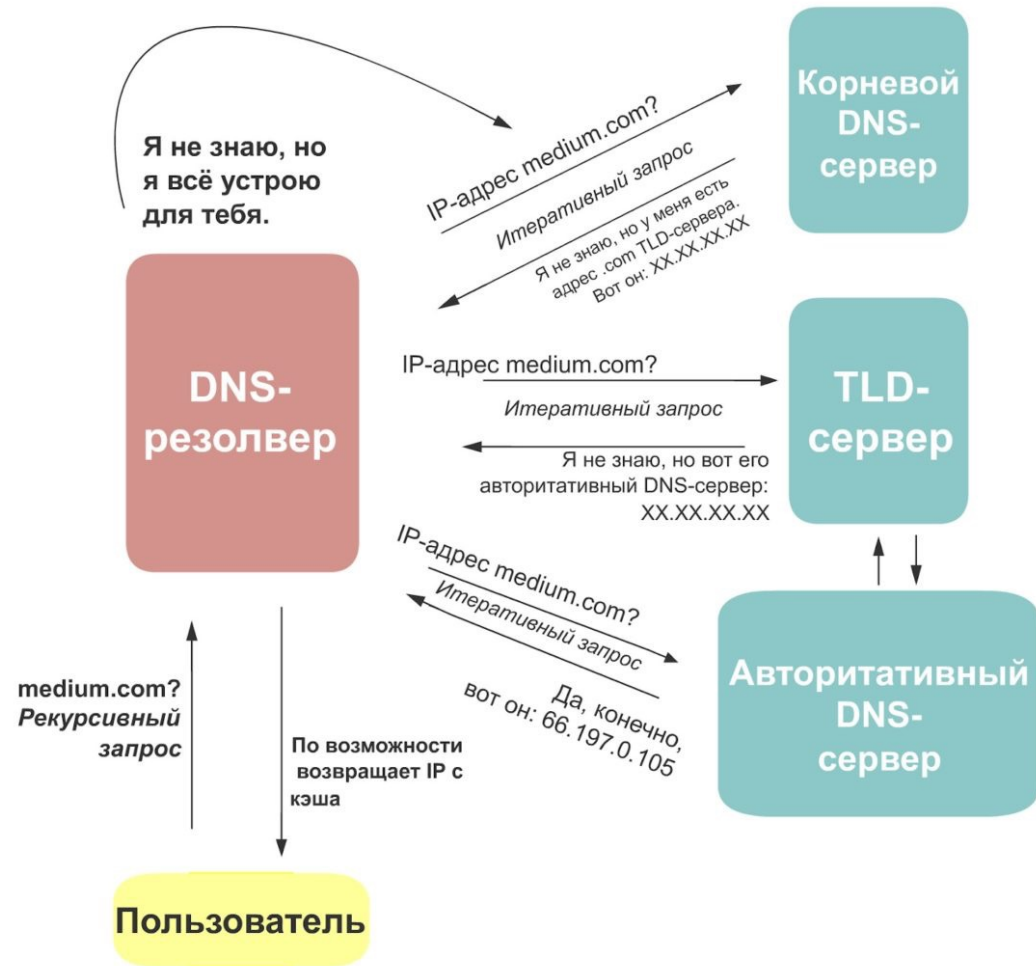 Я не знаю, но
я всё устрою
для тебя.
IP-адрес medium.com?
Итеративный запрос
Я не знаю, но у меня есть
адрес .com TLD-сервера.
Вот он: XX.XX.XX.XX
Корневой
DNS-
сервер
DNS-
резолвер
IP-адрес medium.com?
Итеративный запрос
Я не знаю, но вот его
авторитативный DNS-сервер:
XX.XX.XX.XX
TLD-
сервер
IP-адрес medium.com?
Итеративный запрос
Да, конечно,
вот он: 66.197.0.105
Авторитативный
DNS-
сервер
medium.com?
Рекурсивный
запрос
По возможности
возвращает IP с
кэша
Пользователь